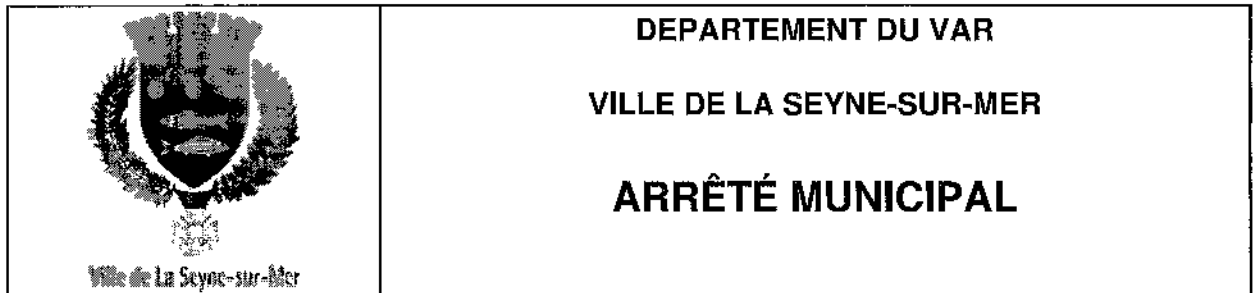 DEPARTEMENT DU VAR
VILLE DE LA SEYNE-SUR-MER
ARRÊTÉ MUNICIPAL
Ville de La Seyne-sur-Mer